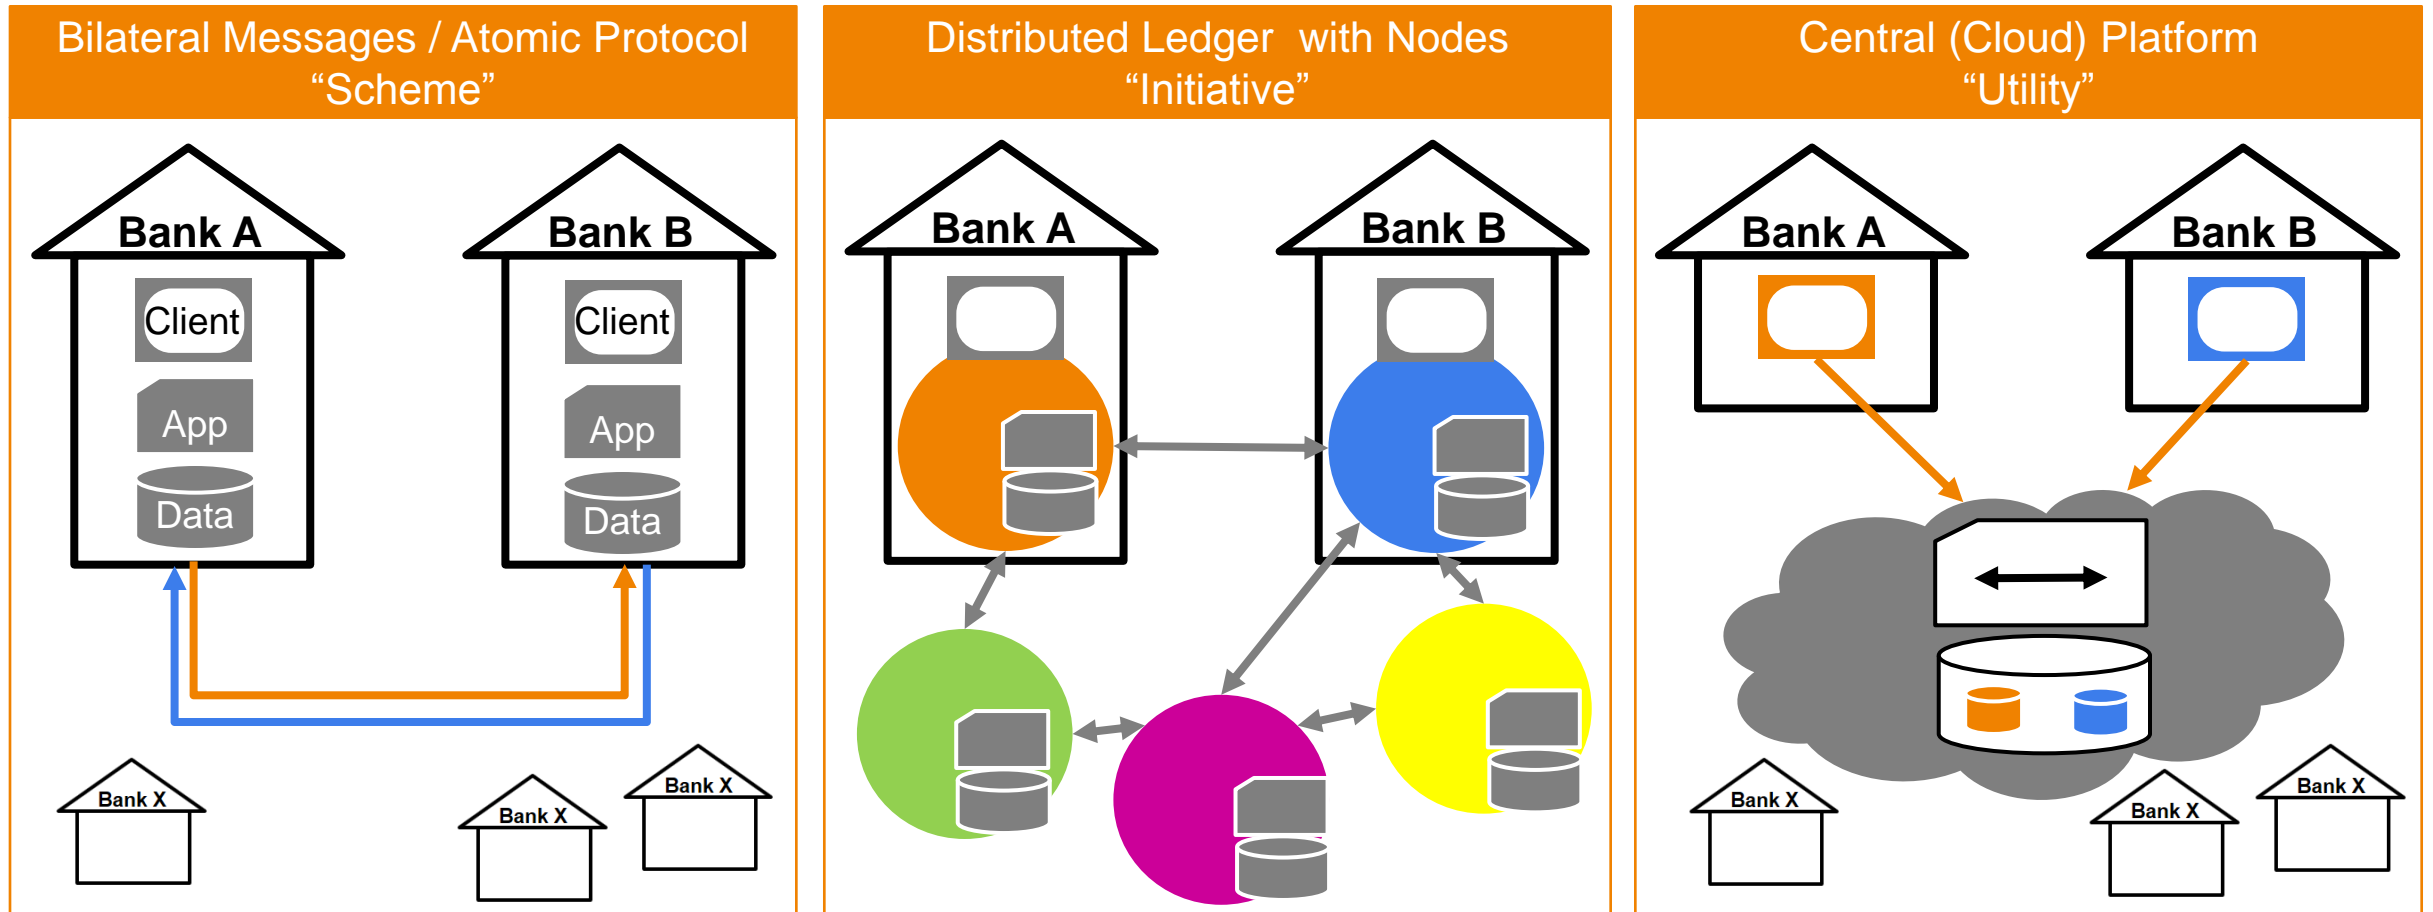 Bilateral Messages / Atomic Protocol
“Scheme”
Bank A
Bank B
Client
Client
App
App
Data
Data
Bank X
Bank X
Bank X
Distributed Ledger  with Nodes
“Initiative”
Bank A
Bank B
Central (Cloud) Platform
“Utility”
Bank A
Bank B
Bank X
Bank X
Bank X